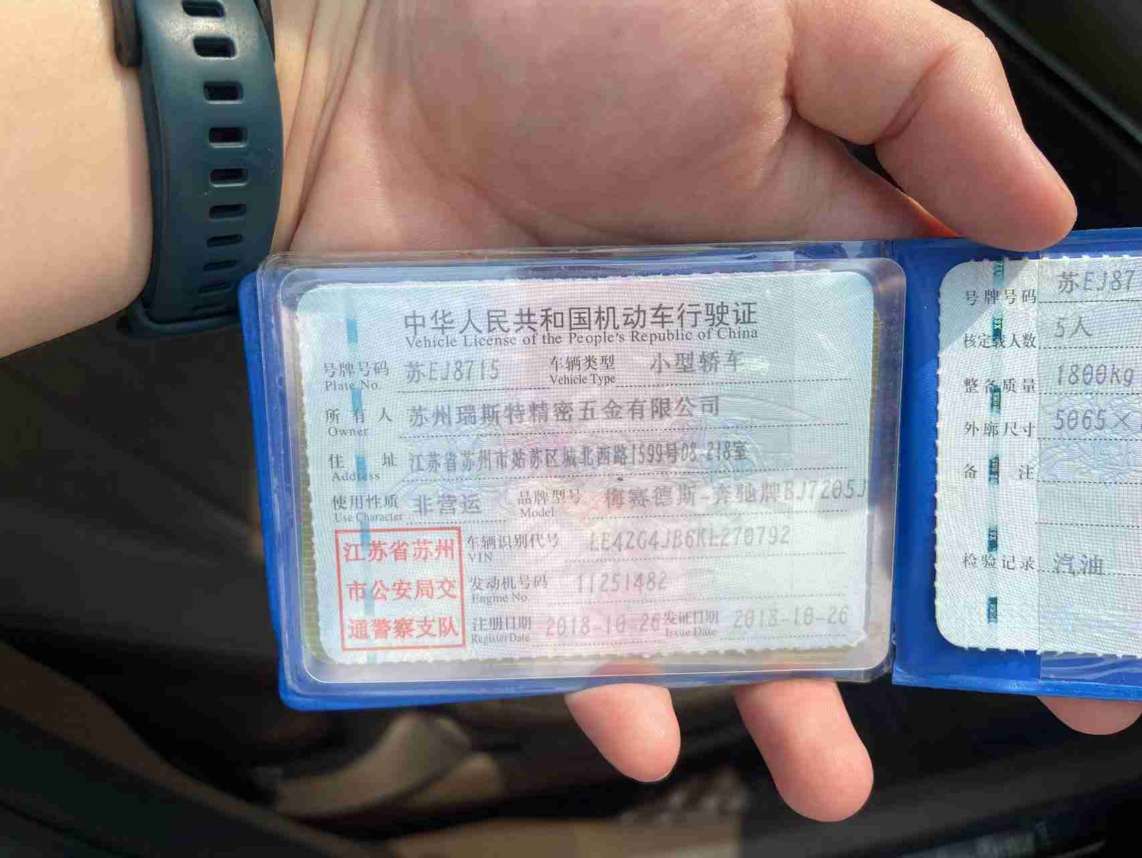 中华人民共和国机动车行驶证
Vehicle License of the People's Republic of China
号牌号码 苏EJ8715 车辆类型 小型轿车
Plate No. Vehicle Type
所有人 苏州瑞斯特精密五金有限公司
Owner
住址 江苏省苏州市姑苏区城北西路1599号08-218室
Address
使用性质 非营运 品牌型号 梅赛德斯-奔驰牌BJ7205J
Use Character Model
江苏省苏州
市公安局交
通警察支队
车辆识别代号 LE4ZG4JB6KL270792
VIN
发动机号码 11251482
Engine No.
注册日期 2018-10-26 发证日期 2018-10-26
Register Date Issue Date
号牌号码 苏EJ87
核定载人数 5人
整备质量 1800kg
外廓尺寸 5065×
备注
检验记录 汽油